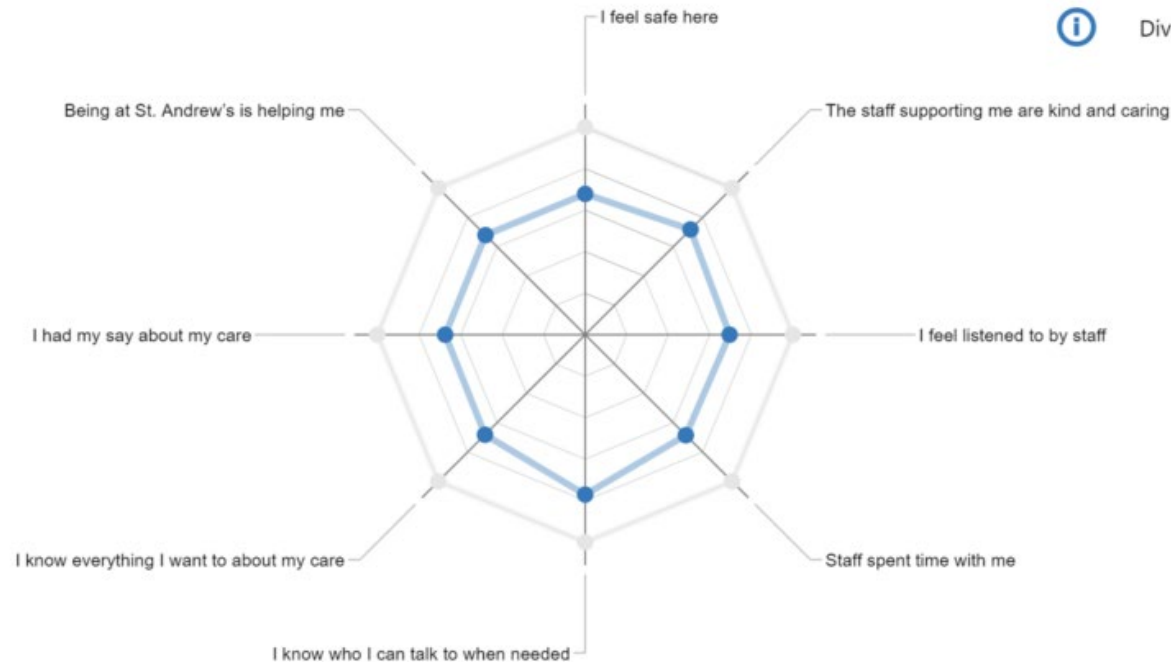 I feel safe here
Div
Being at St. Andrew's is helping me
The staff supporting me are kind and caring
I had my say about my care
I feel listened to by staff
I know everything I want to about my care
Staff spent time with me
I know who I can talk to when needed